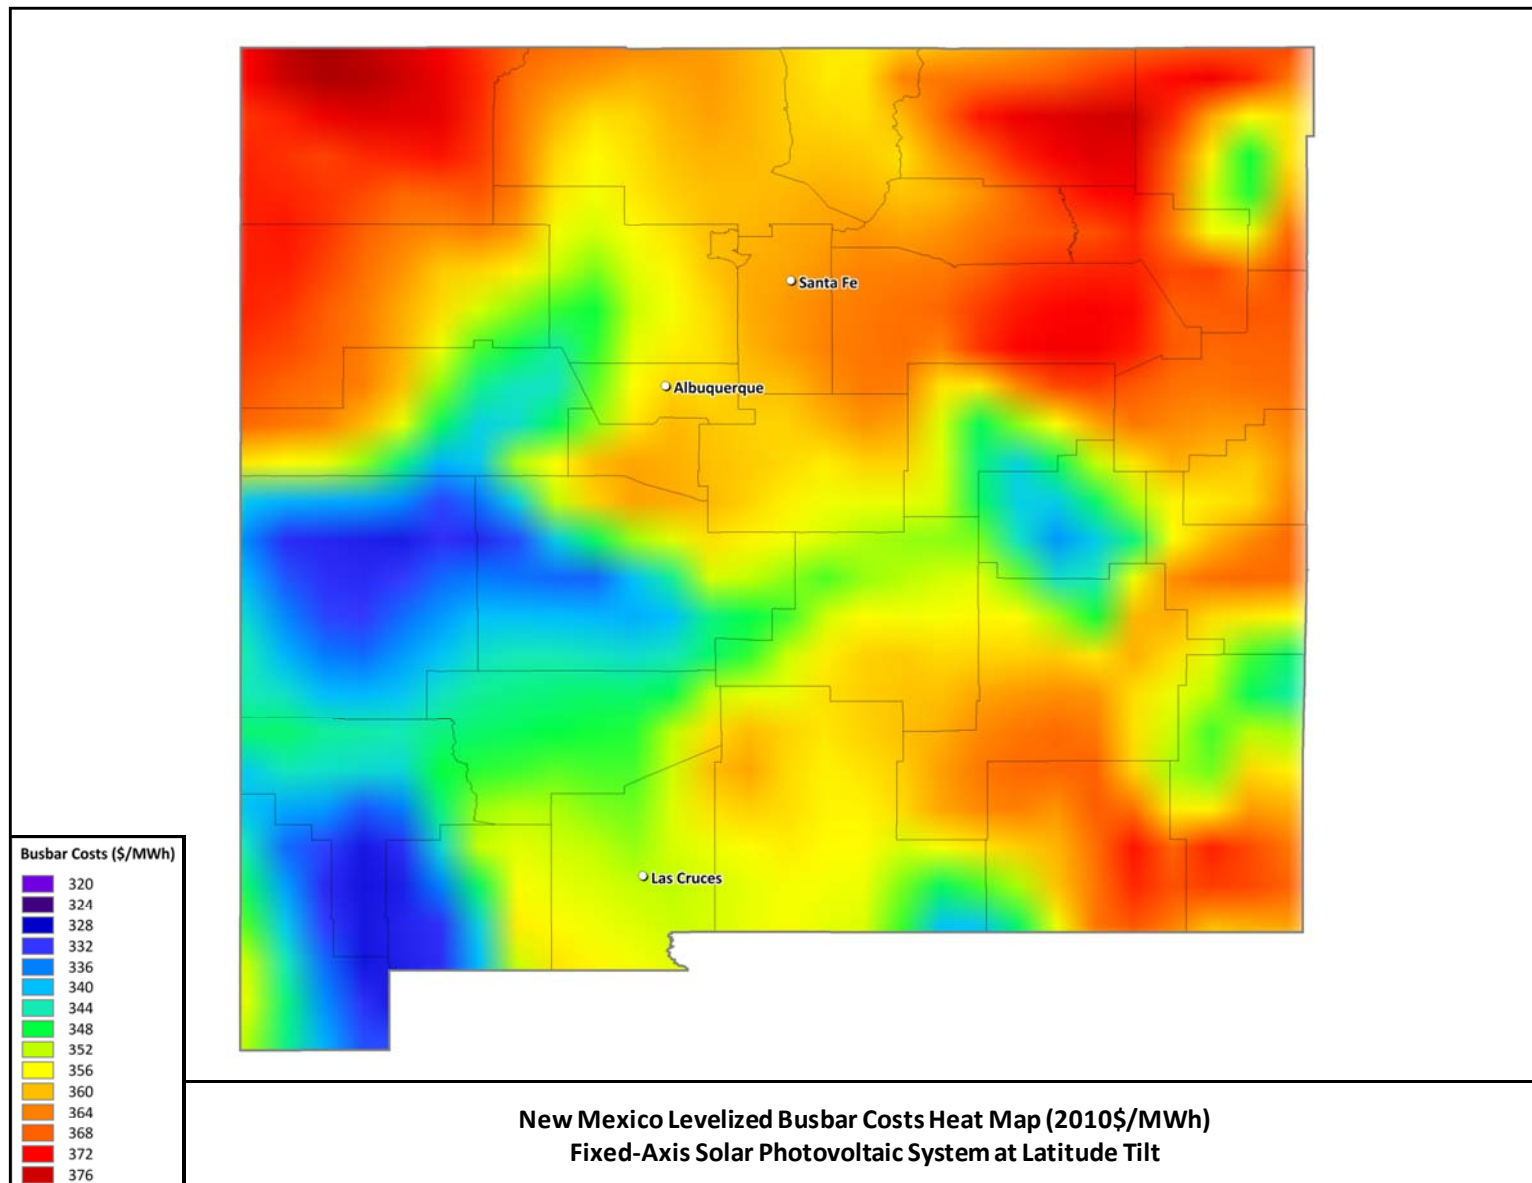 Santa Fe
Albuquerque
Las Cruces
Busbar Costs ($/MWh)
320
324
328
332
336
340
344
348
352
356
360
364
368
372
376
New Mexico Levelized Busbar Costs Heat Map (2010$/MWh)
Fixed-Axis Solar Photovoltaic System at Latitude Tilt